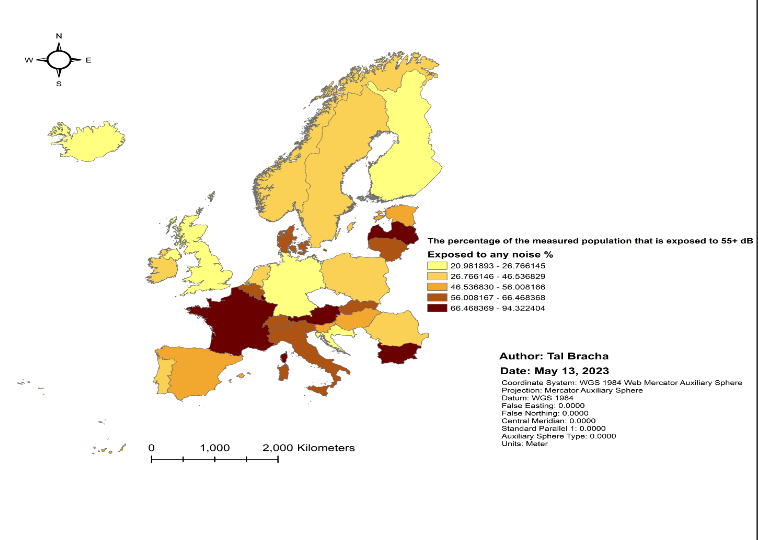 N
W E
S
The percentage of the measured population that is exposed to 55+ dB
Exposed to any noise %
20.981893 - 26.766145
26.766146 - 46.536829
46.536830 - 56.008166
56.008167 - 66.468368
66.468369 - 94.322404
Author: Tal Bracha
Date: May 13, 2023
Coordinate System: WGS 1984 Web Mercator Auxiliary Sphere
Projection: Mercator Auxiliary Sphere
Datum: WGS 1984
False Easting: 0.0000
False Northing: 0.0000
Central Meridian: 0.0000
Standard Parallel 1: 0.0000
Auxiliary Sphere Type: 0.0000
Units: Meter
0 1,000 2,000 Kilometers